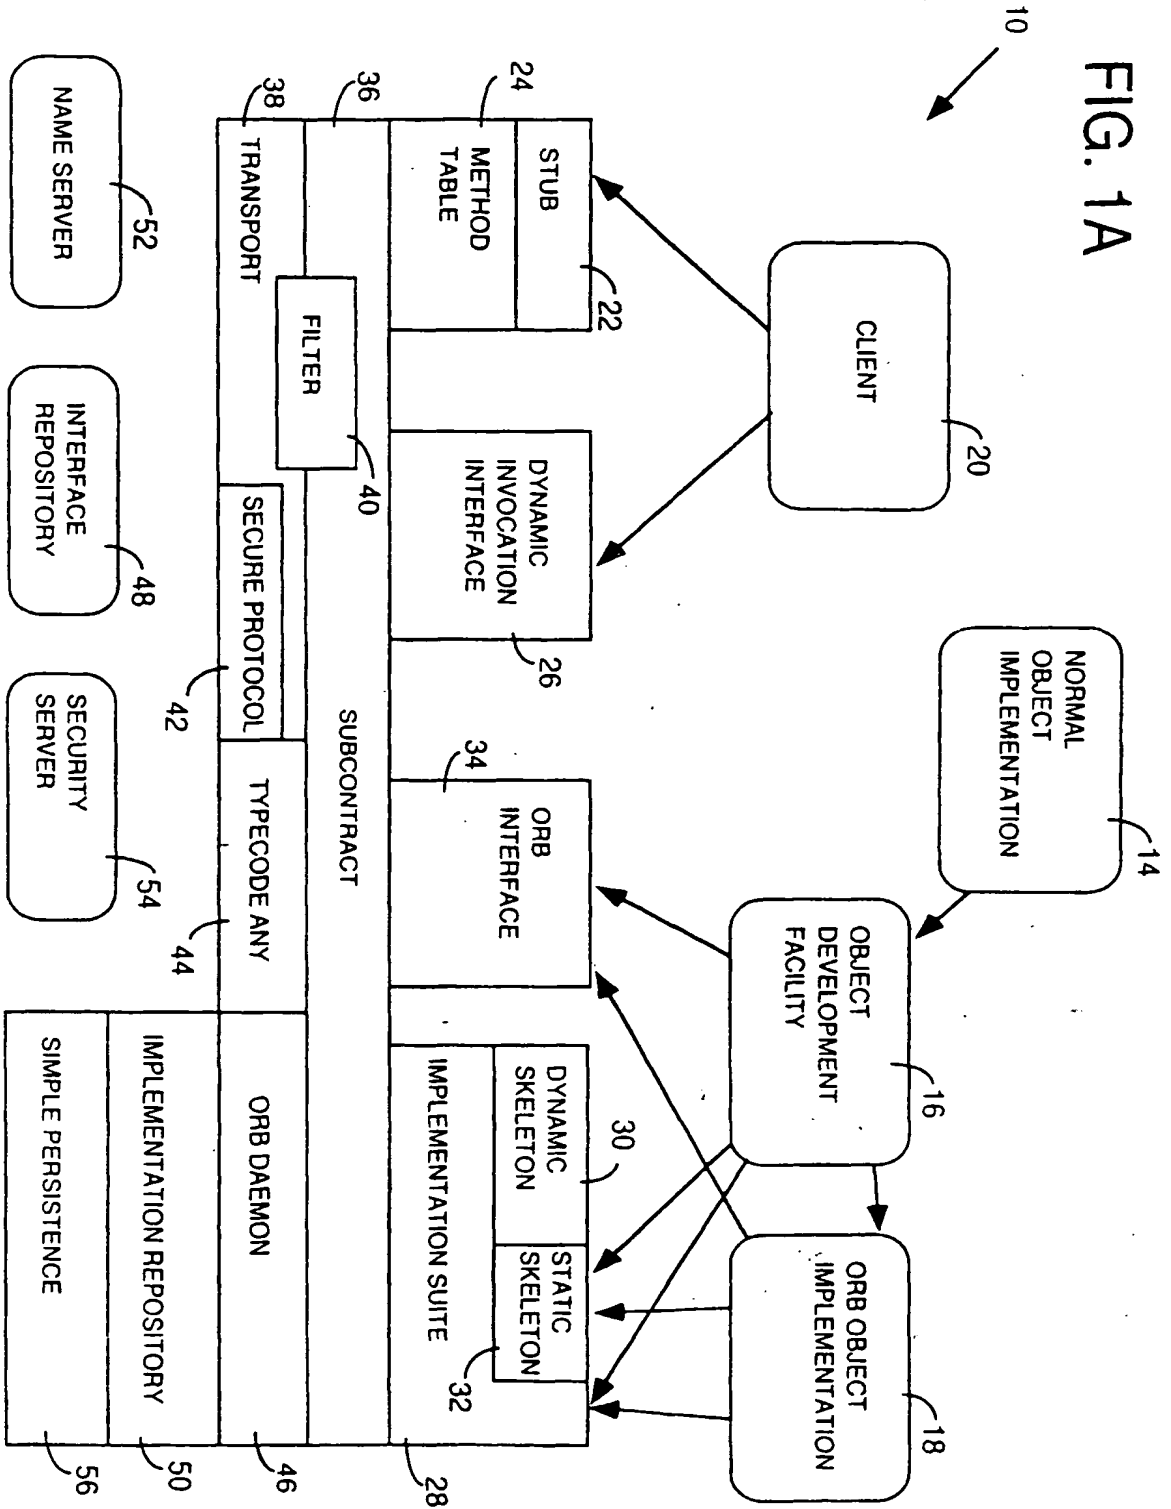 FIG. 1A
10
CLIENT
20
NORMAL
OBJECT
IMPLEMENTATION
14
OBJECT
DEVELOPMENT
FACILITY
16
ORB OBJECT
IMPLEMENTATION
18
STUB
22
METHOD
TABLE
24
DYNAMIC
INVOCATION
INTERFACE
26
ORB
INTERFACE
34
DYNAMIC
SKELETON
30
STATIC
SKELETON
32
IMPLEMENTATION SUITE
28
36
SUBCONTRACT
FILTER
40
38
TRANSPORT
SECURE PROTOCOL
42
TYPECODE ANY
44
ORB DAEMON
46
IMPLEMENTATION REPOSITORY
50
SIMPLE PERSISTENCE
56
NAME SERVER
52
INTERFACE
REPOSITORY
48
SECURITY
SERVER
54